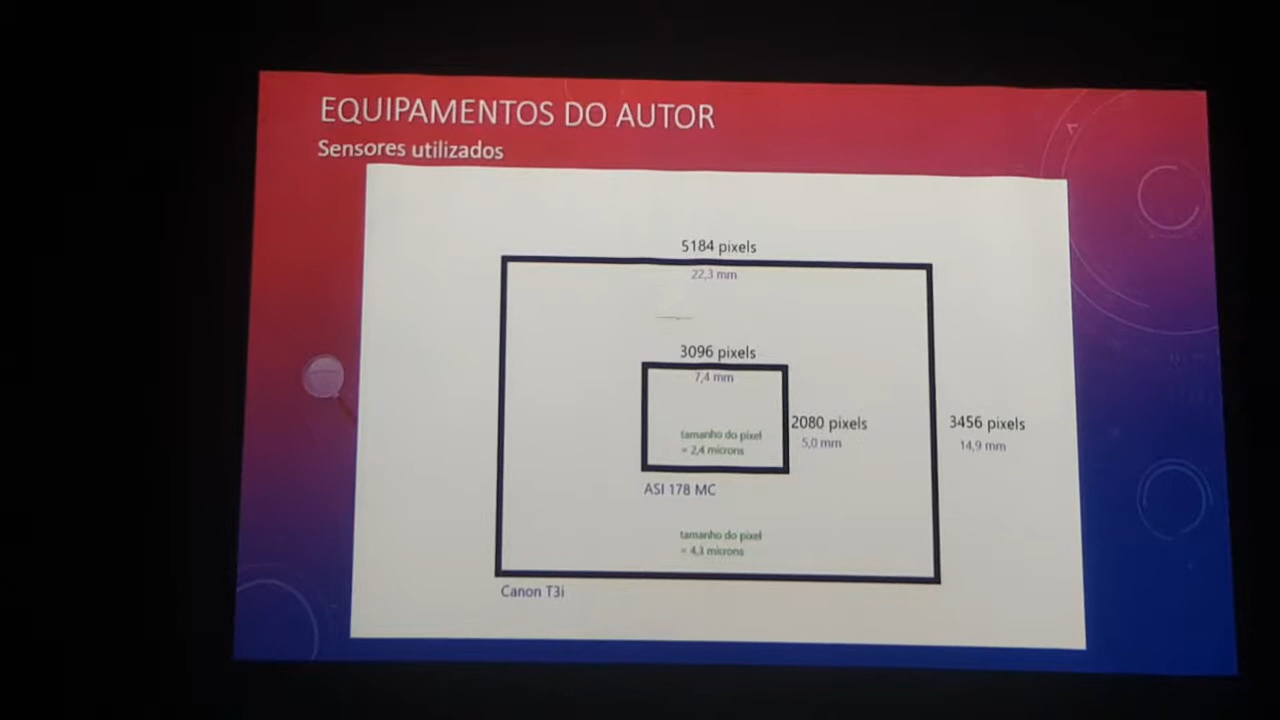 EQUIPAMENTOS DO AUTOR
Sensores utilizados
5184 pixels
22,3 mm
3096 pixels
7,4 mm
2080 pixels
5,0 mm
3456 pixels
14,9 mm
tamanho do pixel
= 2,4 microns
ASI 178 MC
tamanho do pixel
= 4,3 microns
Canon T3i